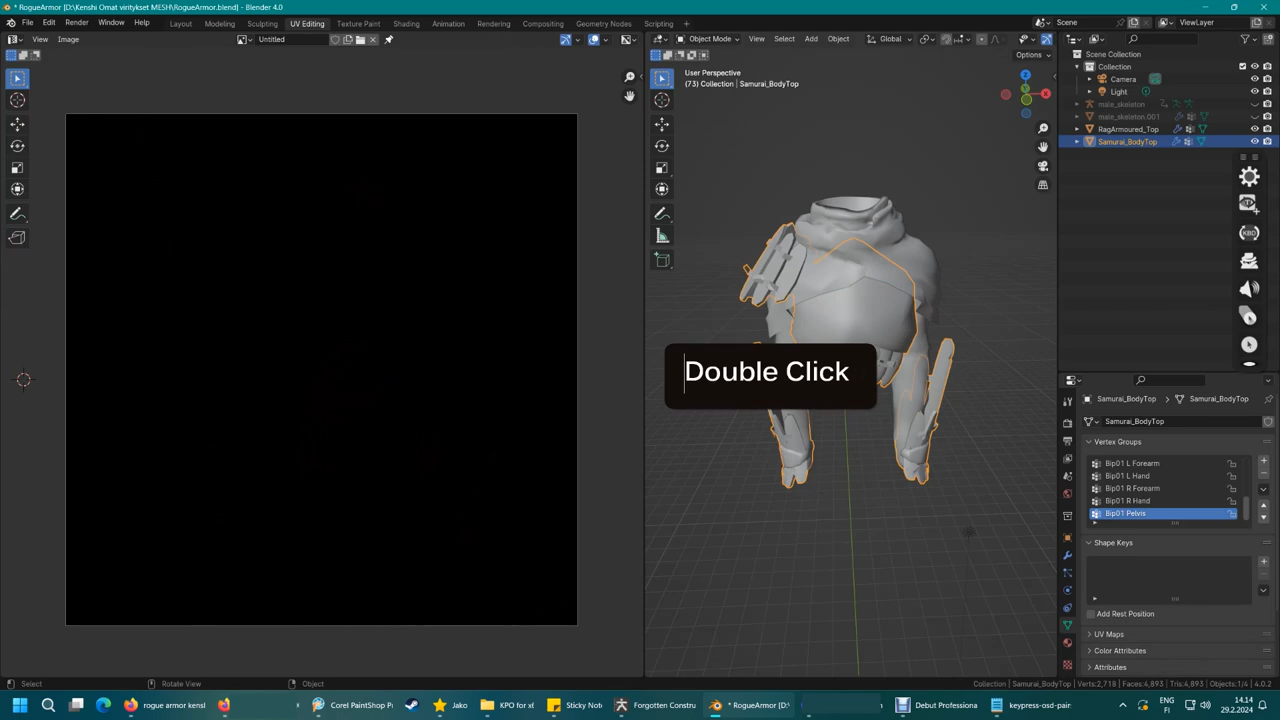 * RogueArmor [D:\Kenshi Omat viritykset MESH\RogueArmor.blend] - Blender 4.0
File Edit Render Window Help Layout Modeling Sculpting UV Editing Texture Paint Shading Animation Rendering Compositing Geometry Nodes Scripting + Scene ViewLayer
View Image Untitled Object Mode View Select Add Object Global
Options
User Perspective
(73) Collection | Samurai_BodyTop
Scene Collection
Collection
Camera
Light
male_skeleton
male_skeleton.001
RagArmoured_Top
Samurai_BodyTop
Z
Y
X
KBD
Double Click
Samurai_BodyTop > Samurai_BodyTop
Samurai_BodyTop
Vertex Groups
Bip01 L Forearm
Bip01 L Hand
Bip01 R Forearm
Bip01 R Hand
Bip01 Pelvis
Shape Keys
Add Rest Position
UV Maps
Color Attributes
Attributes
Select Rotate View Object Collection | Samurai_BodyTop | Verts:2,718 | Faces:4,893 | Tris:4,893 | Objects:1/4 | 4.0.2
rogue armor kensl Corel PaintShop P Jako KPO for xl Sticky Note Forgotten Constru * RogueArmor [D:\ Debut Professiona keypress-osd-pair
ENG
FI
14.14
29.2.2024